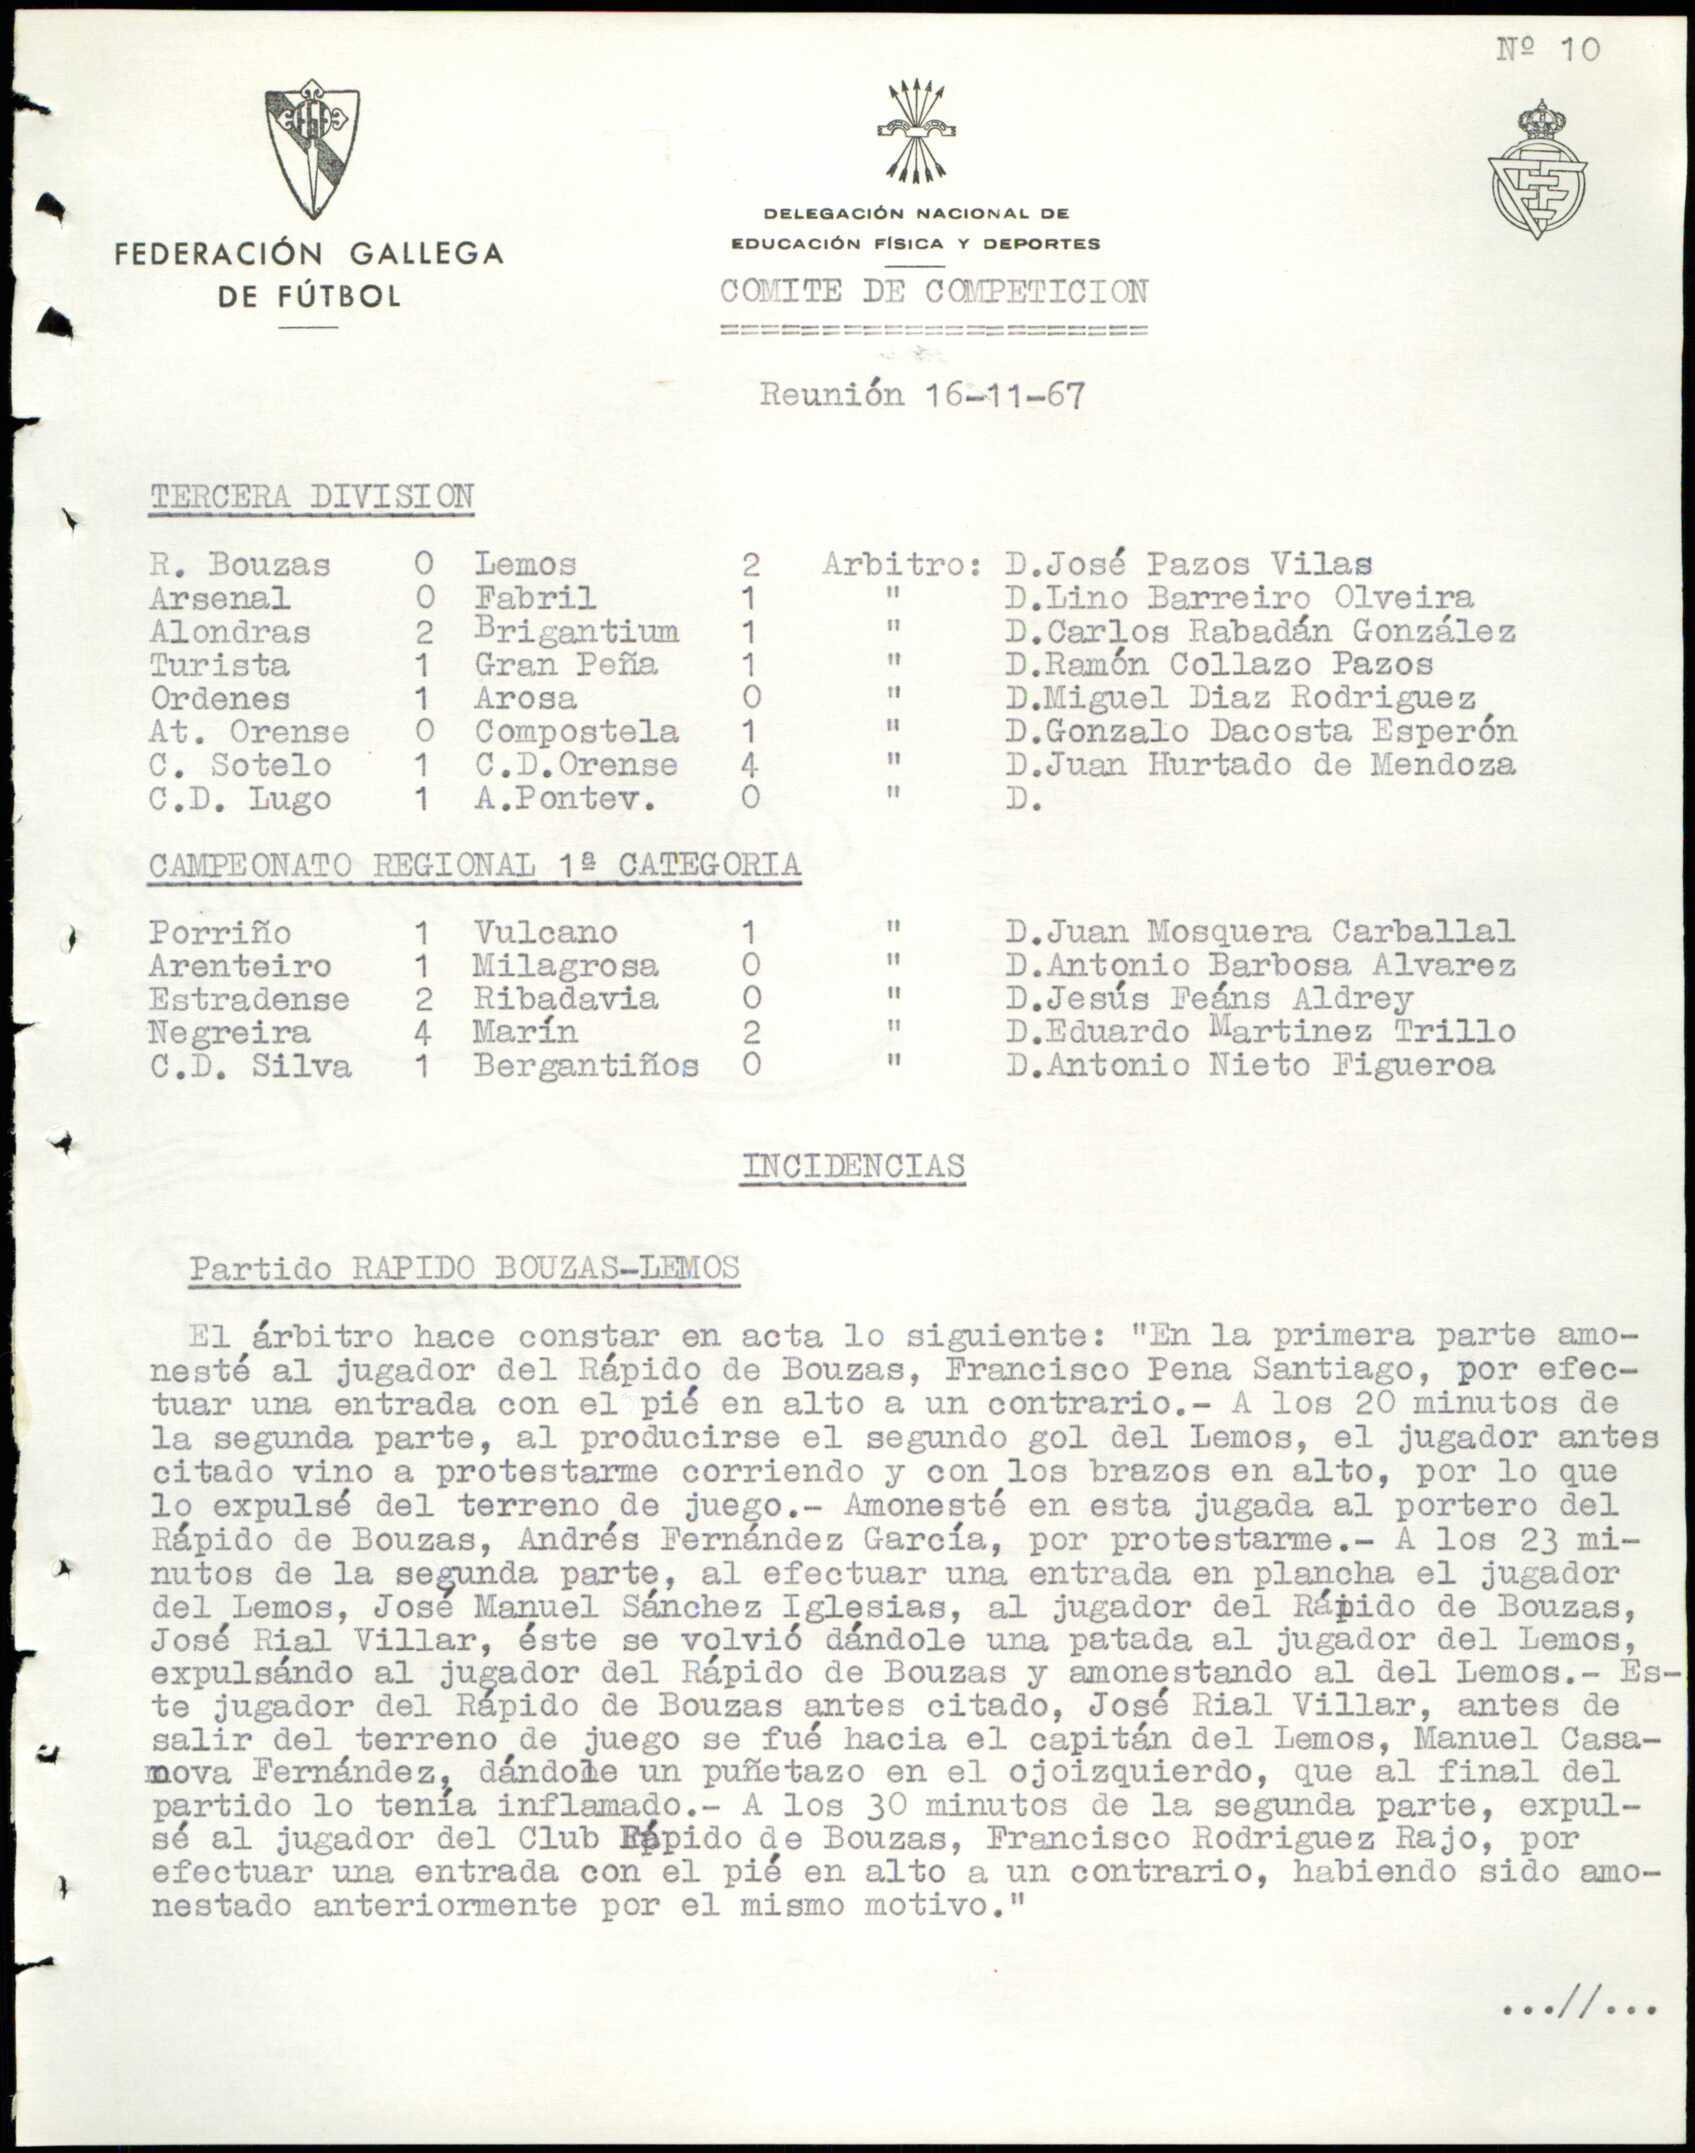 Nº 10
FEDERACIÓN GALLEGA
DE FÚTBOL
DELEGACIÓN NACIONAL DE
EDUCACIÓN FÍSICA Y DEPORTES
COMITE DE COMPETICION
=====================
Reunión 16-11-67
TERCERA DIVISION
R. Bouzas 0 Lemos 2 Arbitro: D.José Pazos Vilas
Arsenal 0 Fabril 1 " D.Lino Barreiro Olveira
Alondras 2 Brigantium 1 " D.Carlos Rabadán González
Turista 1 Gran Peña 1 " D.Ramón Collazo Pazos
Ordenes 1 Arosa 0 " D.Miguel Diaz Rodriguez
At. Orense 0 Compostela 1 " D.Gonzalo Dacosta Esperón
C. Sotelo 1 C.D.Orense 4 " D.Juan Hurtado de Mendoza
C.D. Lugo 1 A.Pontev. 0 " D.
CAMPEONATO REGIONAL 1ª CATEGORIA
Porriño 1 Vulcano 1 " D.Juan Mosquera Carballal
Arenteiro 1 Milagrosa 0 " D.Antonio Barbosa Alvarez
Estradense 2 Ribadavia 0 " D.Jesús Feáns Aldrey
Negreira 4 Marín 2 " D.Eduardo Martinez Trillo
C.D. Silva 1 Bergantiños 0 " D.Antonio Nieto Figueroa
INCIDENCIAS
Partido RAPIDO BOUZAS-LEMOS
El árbitro hace constar en acta lo siguiente: "En la primera parte amo-
nesté al jugador del Rápido de Bouzas, Francisco Pena Santiago, por efec-
tuar una entrada con el pié en alto a un contrario.- A los 20 minutos de
la segunda parte, al producirse el segundo gol del Lemos, el jugador antes
citado vino a protestarme corriendo y con los brazos en alto, por lo que
lo expulsé del terreno de juego.- Amonesté en esta jugada al portero del
Rápido de Bouzas, Andrés Fernández García, por protestarme.- A los 23 mi-
nutos de la segunda parte, al efectuar una entrada en plancha el jugador
del Lemos, José Manuel Sánchez Iglesias, al jugador del Rápido de Bouzas,
José Rial Villar, éste se volvió dándole una patada al jugador del Lemos,
expulsándo al jugador del Rápido de Bouzas y amonestando al del Lemos.- Es-
te jugador del Rápido de Bouzas antes citado, José Rial Villar, antes de
salir del terreno de juego se fué hacia el capitán del Lemos, Manuel Casa-
nova Fernández, dándole un puñetazo en el ojoizquierdo, que al final del
partido lo tenía inflamado.- A los 30 minutos de la segunda parte, expul-
sé al jugador del Club Rápido de Bouzas, Francisco Rodriguez Rajo, por
efectuar una entrada con el pié en alto a un contrario, habiendo sido amo-
nestado anteriormente por el mismo motivo."
...//...